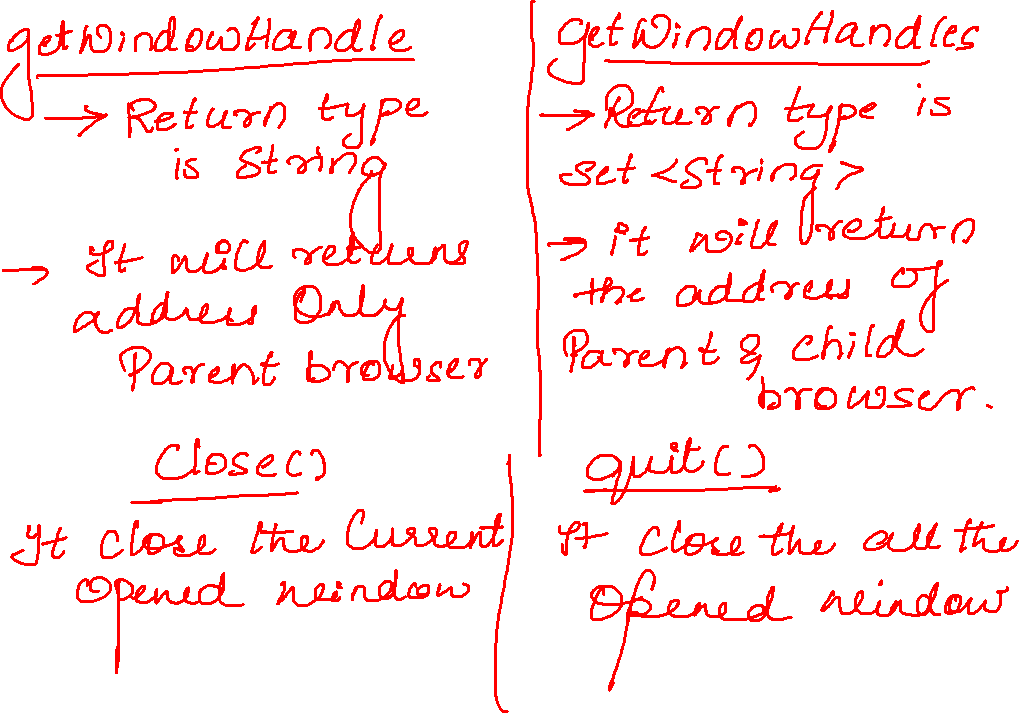 getWindowHandle
→ Return type
is String
→ It will returns
address Only
Parent browser
getWindowHandles
→ Return type is
set <String>
→ it will return
the address of
Parent & child
browser.
Close()
It close the Current
Opened window
quit()
It close the all the
Opened window